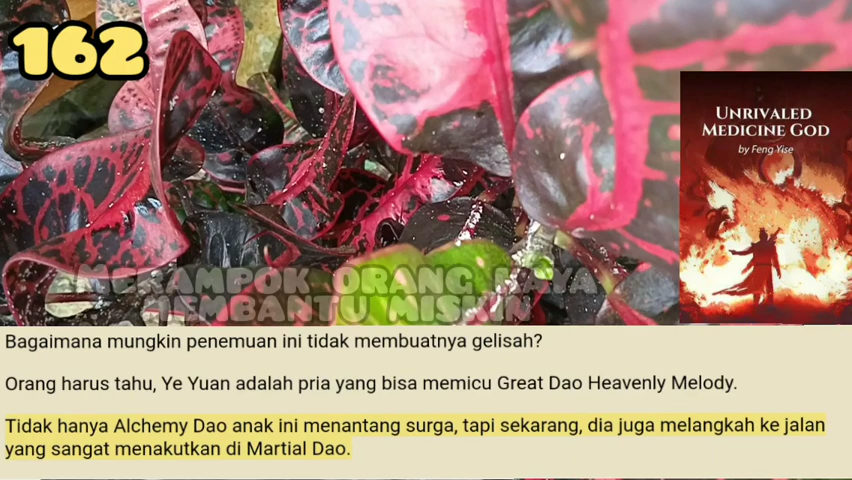 162
UNRIVALED
MEDICINE GOD
by Feng Yise
MERAMPOK ORANG KAYA
MEMBANTU MISKIN
Bagaimana mungkin penemuan ini tidak membuatnya gelisah?
Orang harus tahu, Ye Yuan adalah pria yang bisa memicu Great Dao Heavenly Melody.
Tidak hanya Alchemy Dao anak ini menantang surga, tapi sekarang, dia juga melangkah ke jalan
yang sangat menakutkan di Martial Dao.